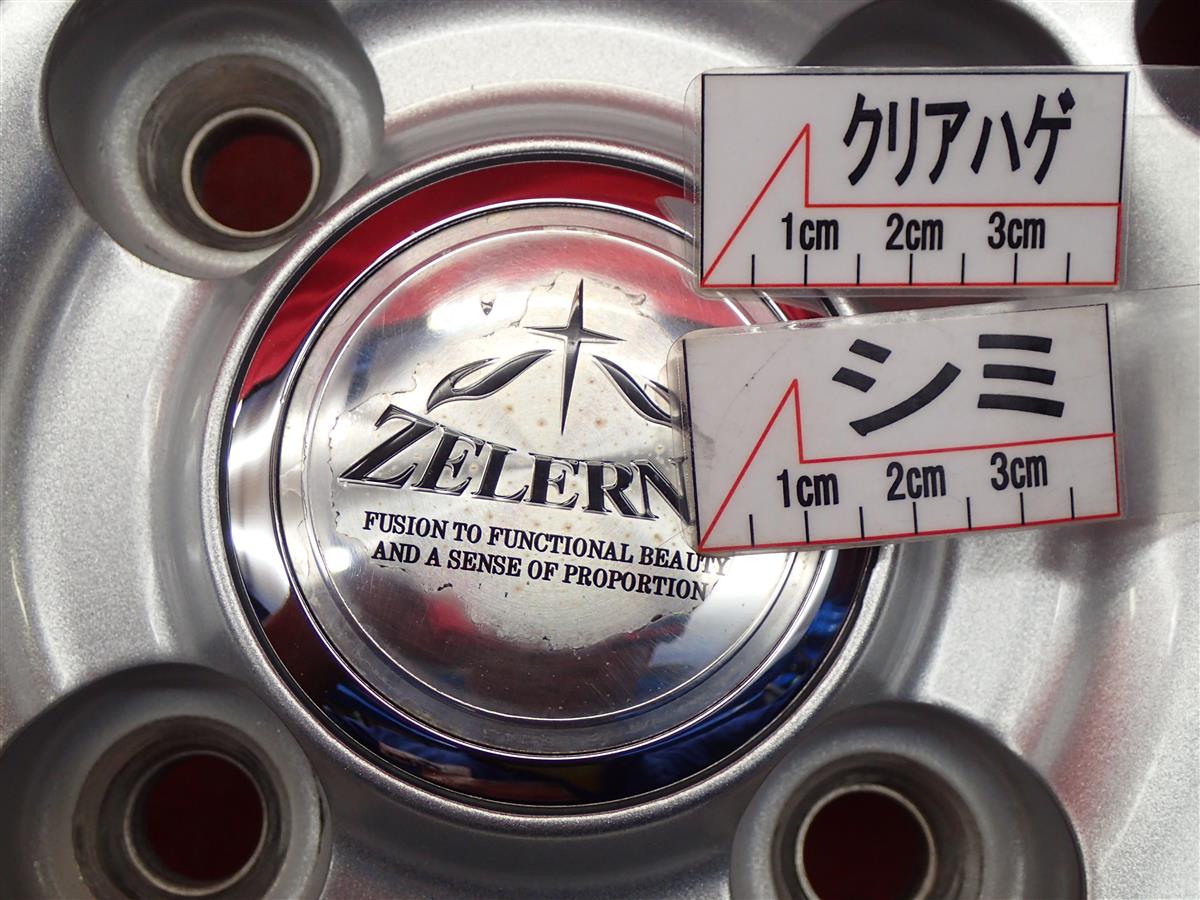 クリアハゲ
1cm 2cm 3cm
シミ
1cm 2cm 3cm
ZELERN
FUSION TO FUNCTIONAL BEAUTY
AND A SENSE OF PROPORTION